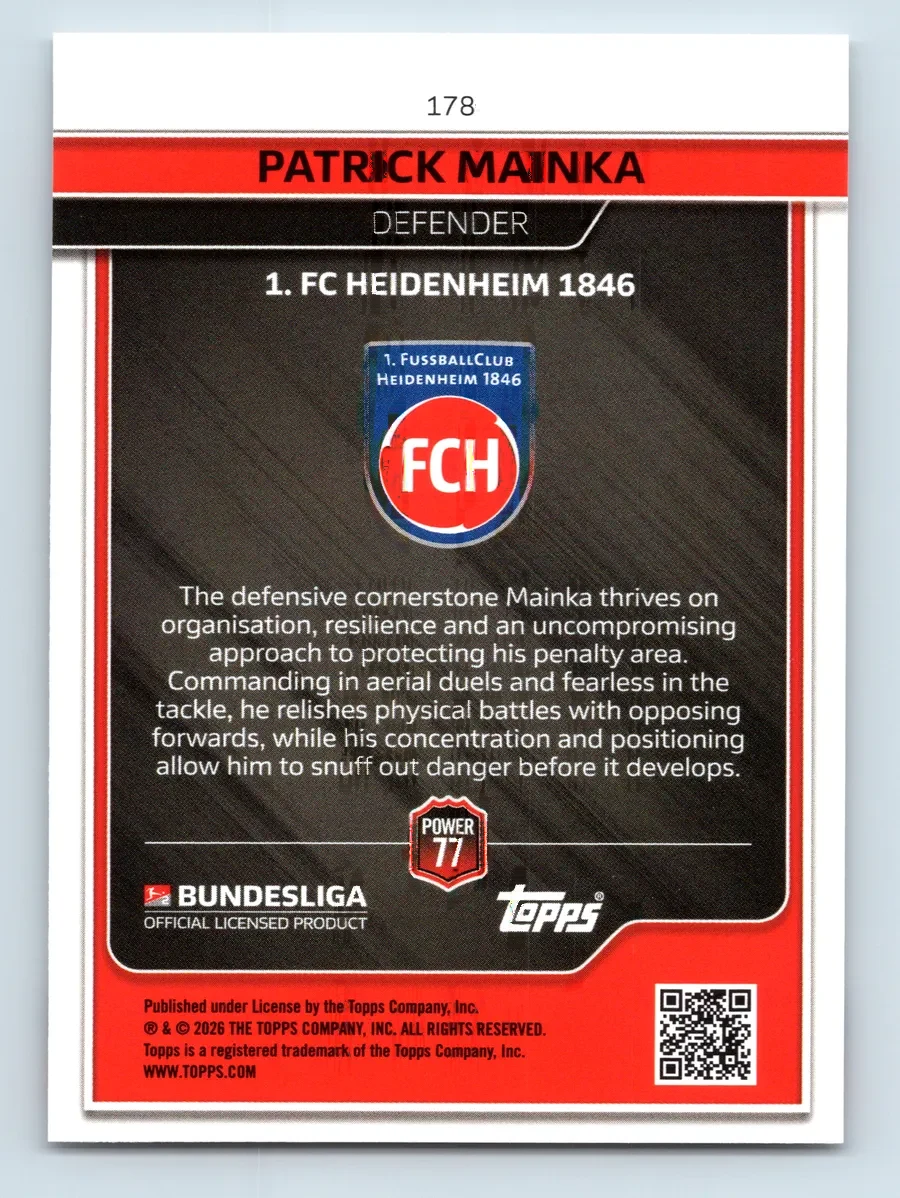 178
PATRICK MAINKA
DEFENDER
1. FC HEIDENHEIM 1846
1. FUSSBALLCLUB
HEIDENHEIM 1846
FCH
The defensive cornerstone Mainka thrives on
organisation, resilience and an uncompromising
approach to protecting his penalty area.
Commanding in aerial duels and fearless in the
tackle, he relishes physical battles with opposing
forwards, while his concentration and positioning
allow him to snuff out danger before it develops.
POWER
77
2 BUNDESLIGA
OFFICIAL LICENSED PRODUCT
topps®
Published under License by the Topps Company, Inc.
® & © 2026 THE TOPPS COMPANY, INC. ALL RIGHTS RESERVED.
Topps is a registered trademark of the Topps Company, Inc.
WWW.TOPPS.COM